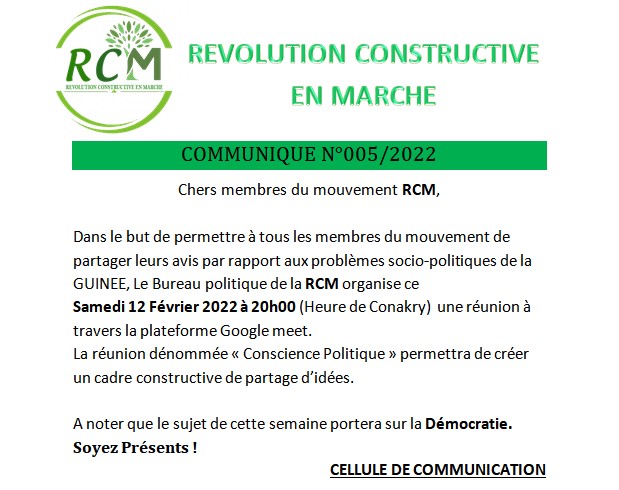 RCM
REVOLUTION CONSTRUCTIVE EN MARCHE
REVOLUTION CONSTRUCTIVE
EN MARCHE
COMMUNIQUE N°005/2022
Chers membres du mouvement RCM,
Dans le but de permettre à tous les membres du mouvement de
partager leurs avis par rapport aux problèmes socio-politiques de la
GUINEE, Le Bureau politique de la RCM organise ce
Samedi 12 Février 2022 à 20h00 (Heure de Conakry) une réunion à
travers la plateforme Google meet.
La réunion dénommée « Conscience Politique » permettra de créer
un cadre constructive de partage d'idées.
A noter que le sujet de cette semaine portera sur la Démocratie.
Soyez Présents !
CELLULE DE COMMUNICATION